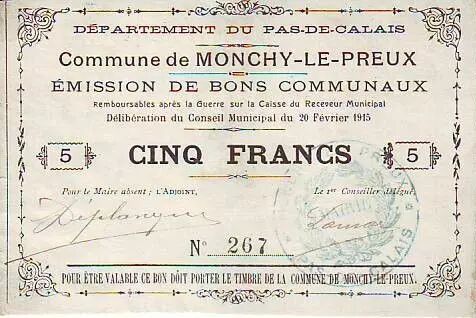 DÉPARTEMENT DU PAS-DE-CALAIS
Commune de MONCHY-LE-PREUX
ÉMISSION DE BONS COMMUNAUX
Remboursables après la Guerre sur la Caisse du Receveur Municipal
Délibération du Conseil Municipal du 20 Février 1915
5 CINQ FRANCS 5
Pour le Maire absent ; L'ADJOINT, Le 1er Conseiller délégué,
N° 267
CALAIS
POUR ÊTRE VALABLE CE BON DOIT PORTER LE TIMBRE DE LA COMMUNE DE MONCHY-LE-PREUX.